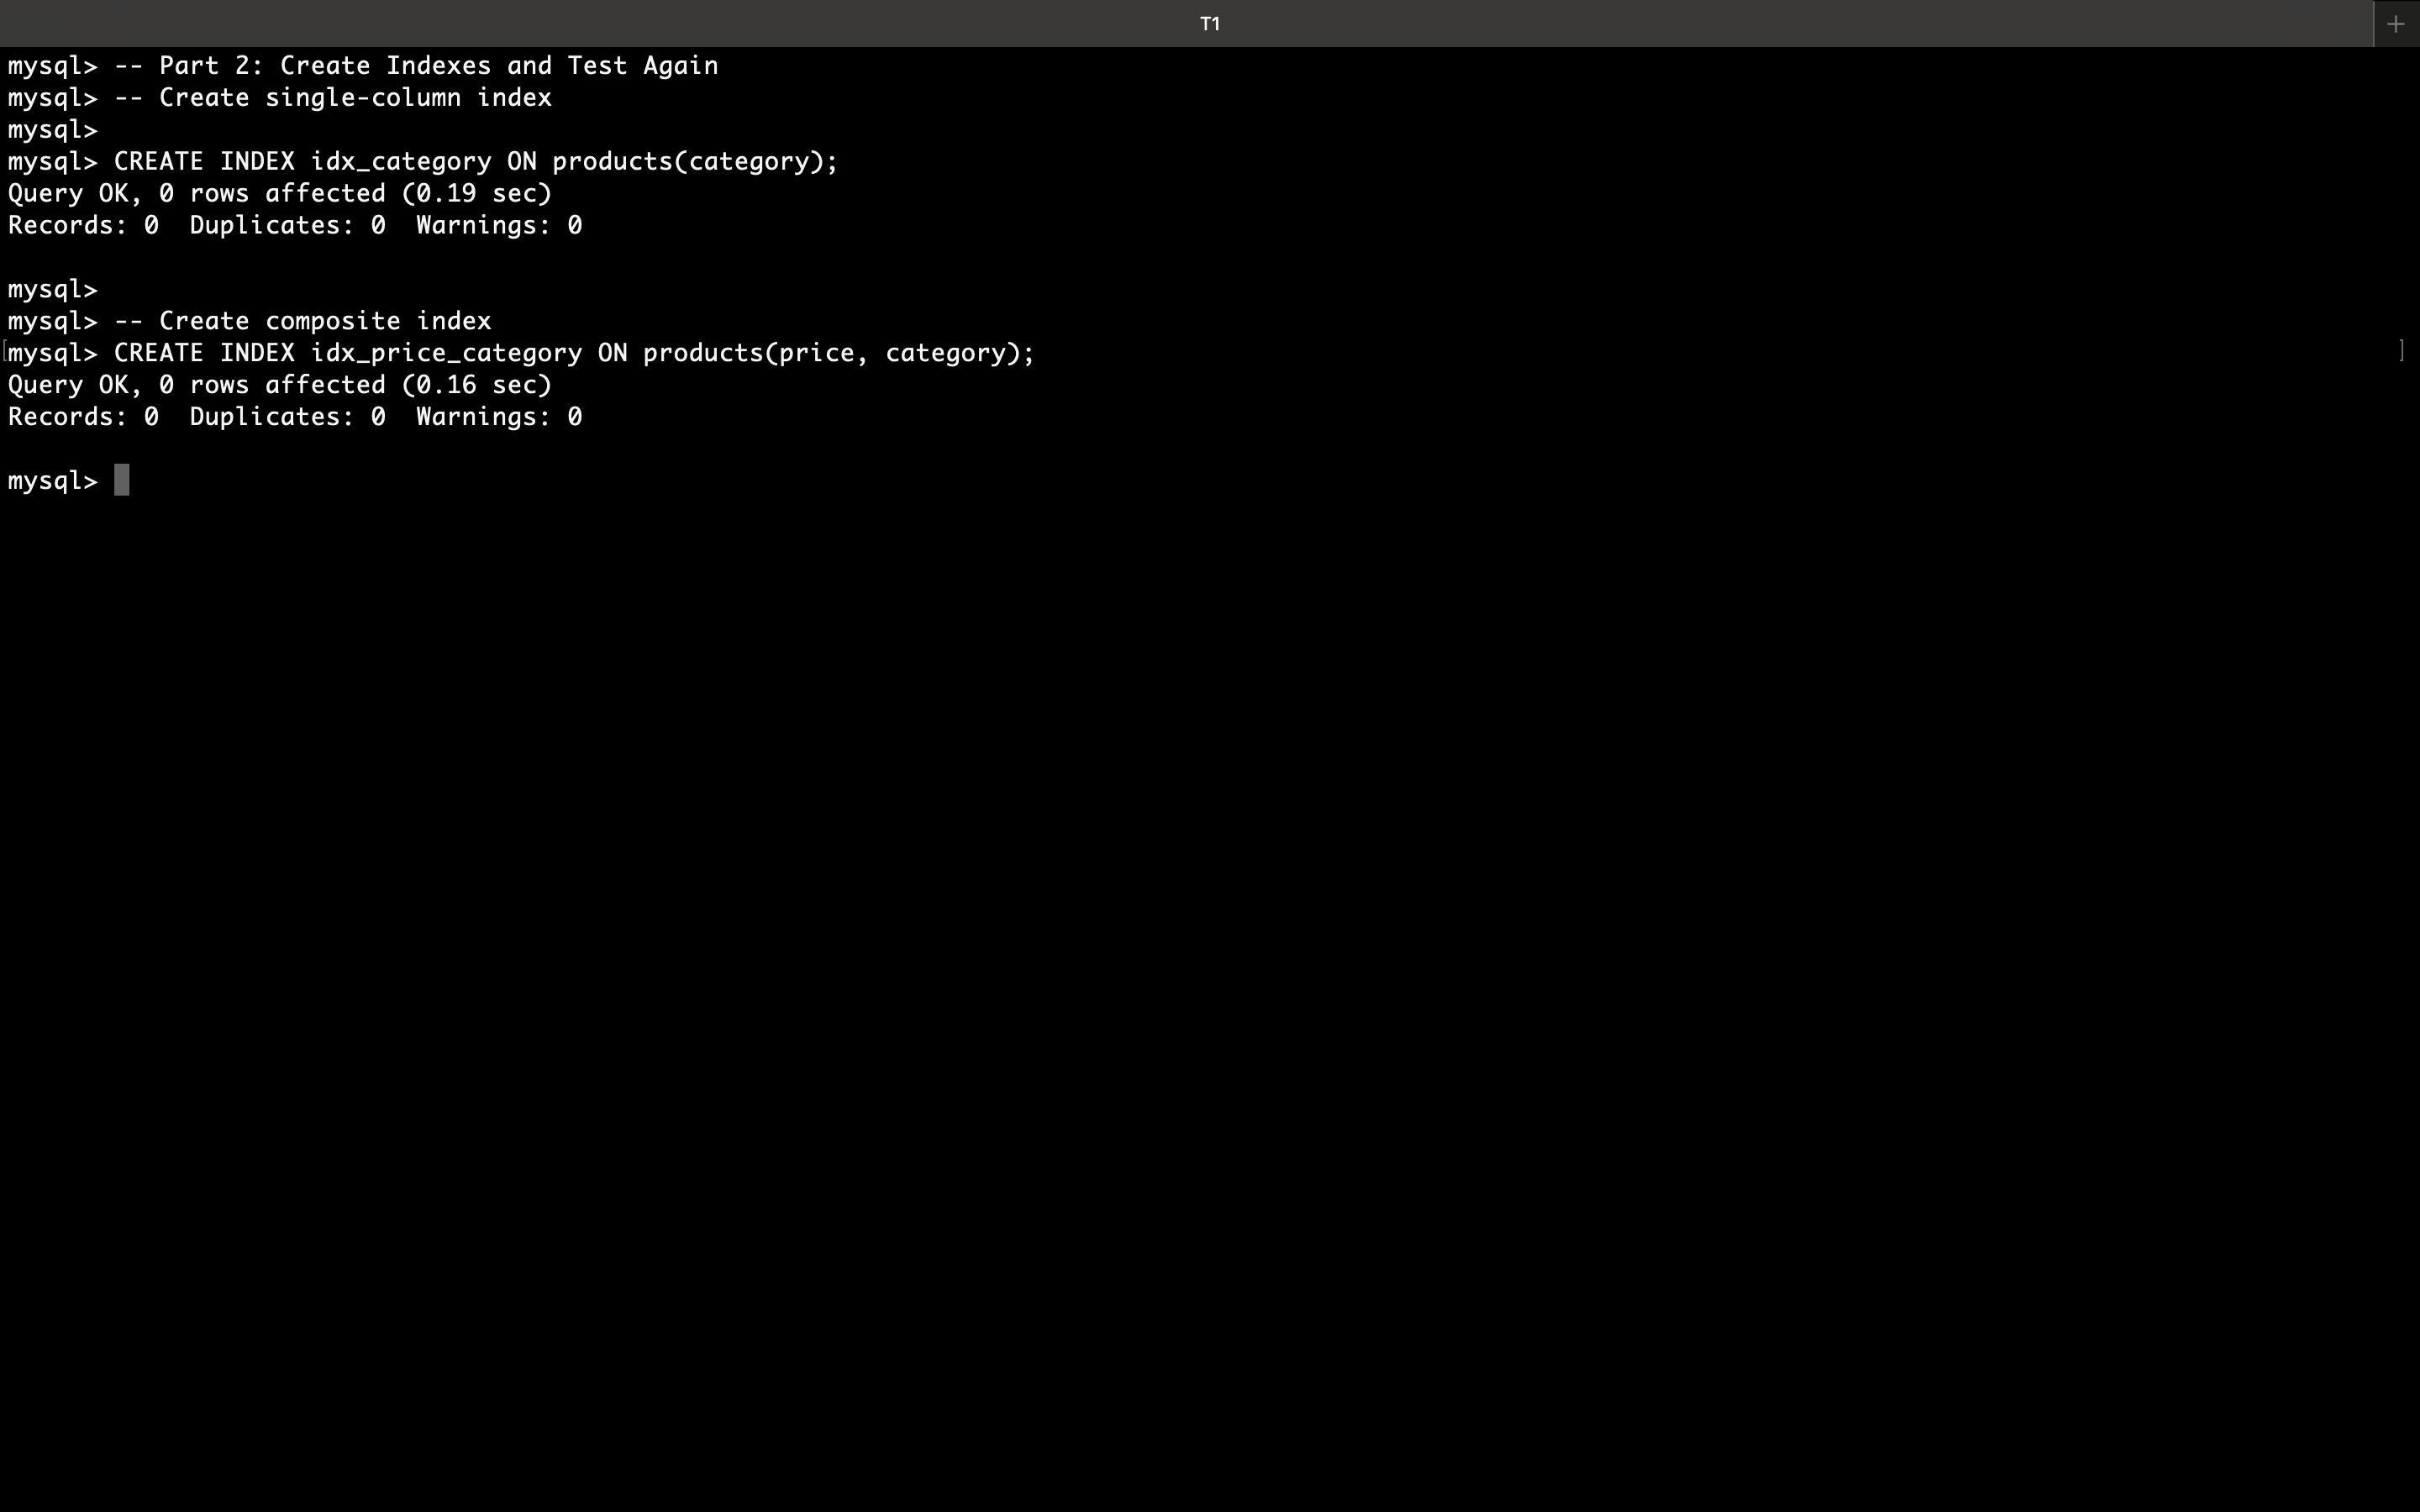 T1
mysql> -- Part 2: Create Indexes and Test Again
mysql> -- Create single-column index
mysql>
mysql> CREATE INDEX idx_category ON products(category);
Query OK, 0 rows affected (0.19 sec)
Records: 0  Duplicates: 0  Warnings: 0
mysql>
mysql> -- Create composite index
[mysql> CREATE INDEX idx_price_category ON products(price, category); ]
Query OK, 0 rows affected (0.16 sec)
Records: 0  Duplicates: 0  Warnings: 0
mysql>